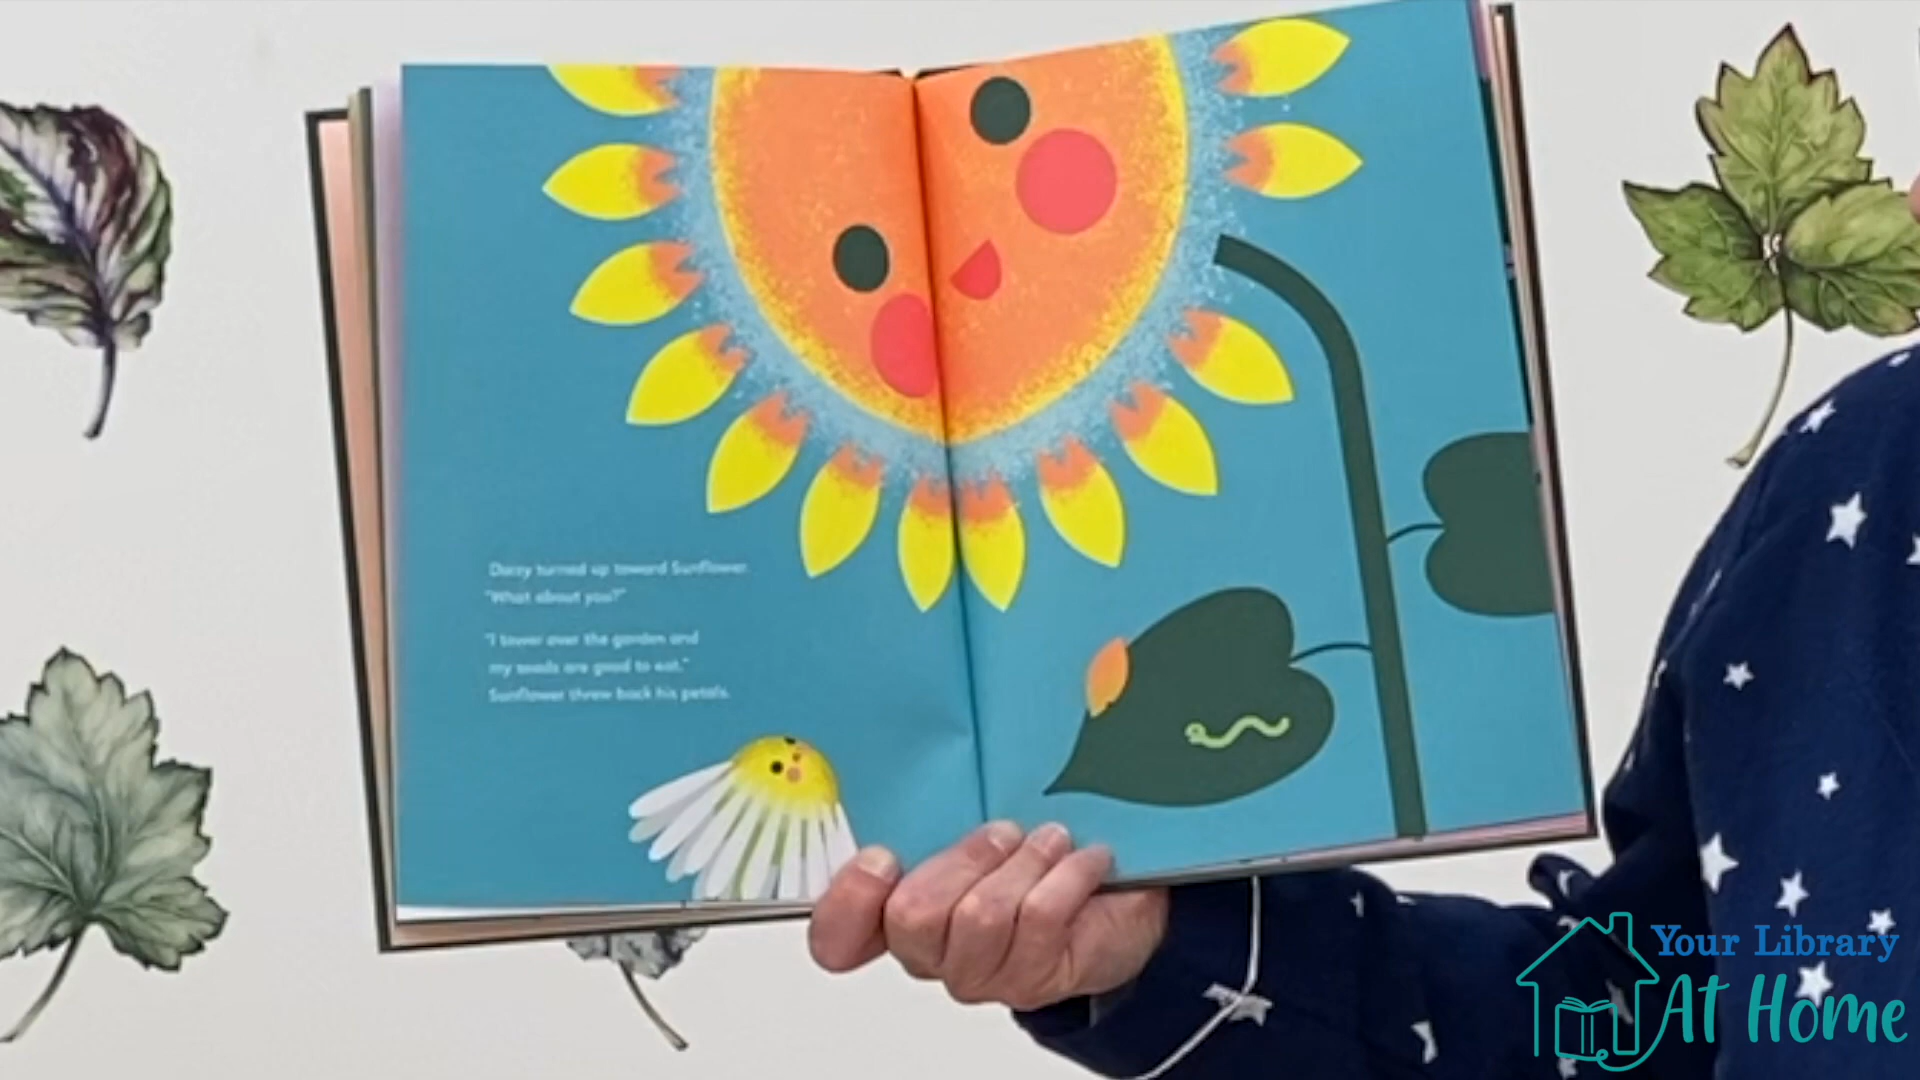 Daisy turned up toward Sunflower.
"What about you?"
"I tower over the garden and
my seeds are good to eat."
Sunflower threw back his petals.
Your Library
At Home